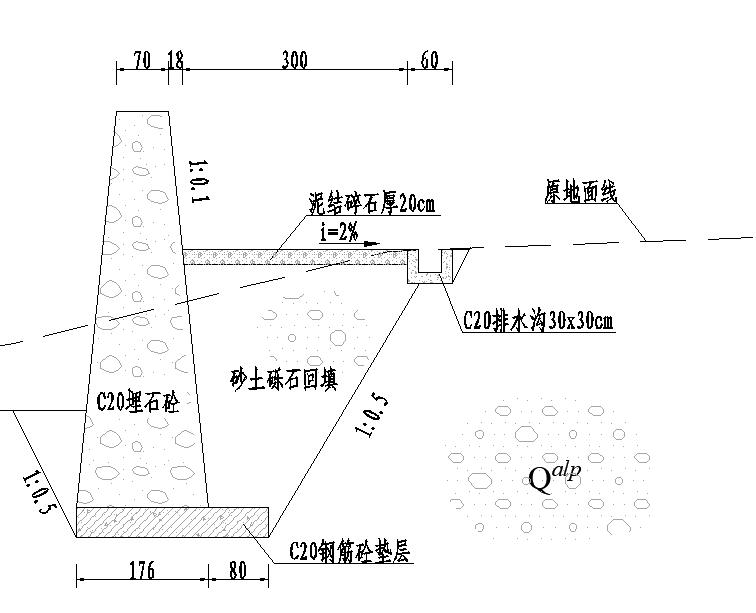 70 18 300 60
1:0.1
原地面线
泥结碎石厚20cm
i=2%
C20排水沟30x30cm
砂土砾石回填
C20埋石砼
1:0.5
1:0.5
Qalp
C20钢筋砼垫层
176 80